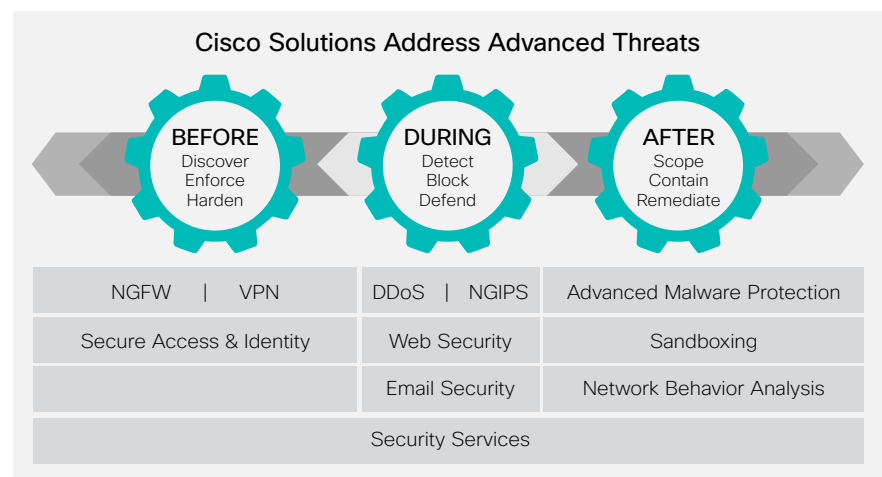 Cisco Solutions Address Advanced Threats
BEFORE
Discover
Enforce
Harden
DURING
Detect
Block
Defend
AFTER
Scope
Contain
Remediate
NGFW | VPN
DDoS | NGIPS
Advanced Malware Protection
Secure Access & Identity
Web Security
Sandboxing
Email Security
Network Behavior Analysis
Security Services